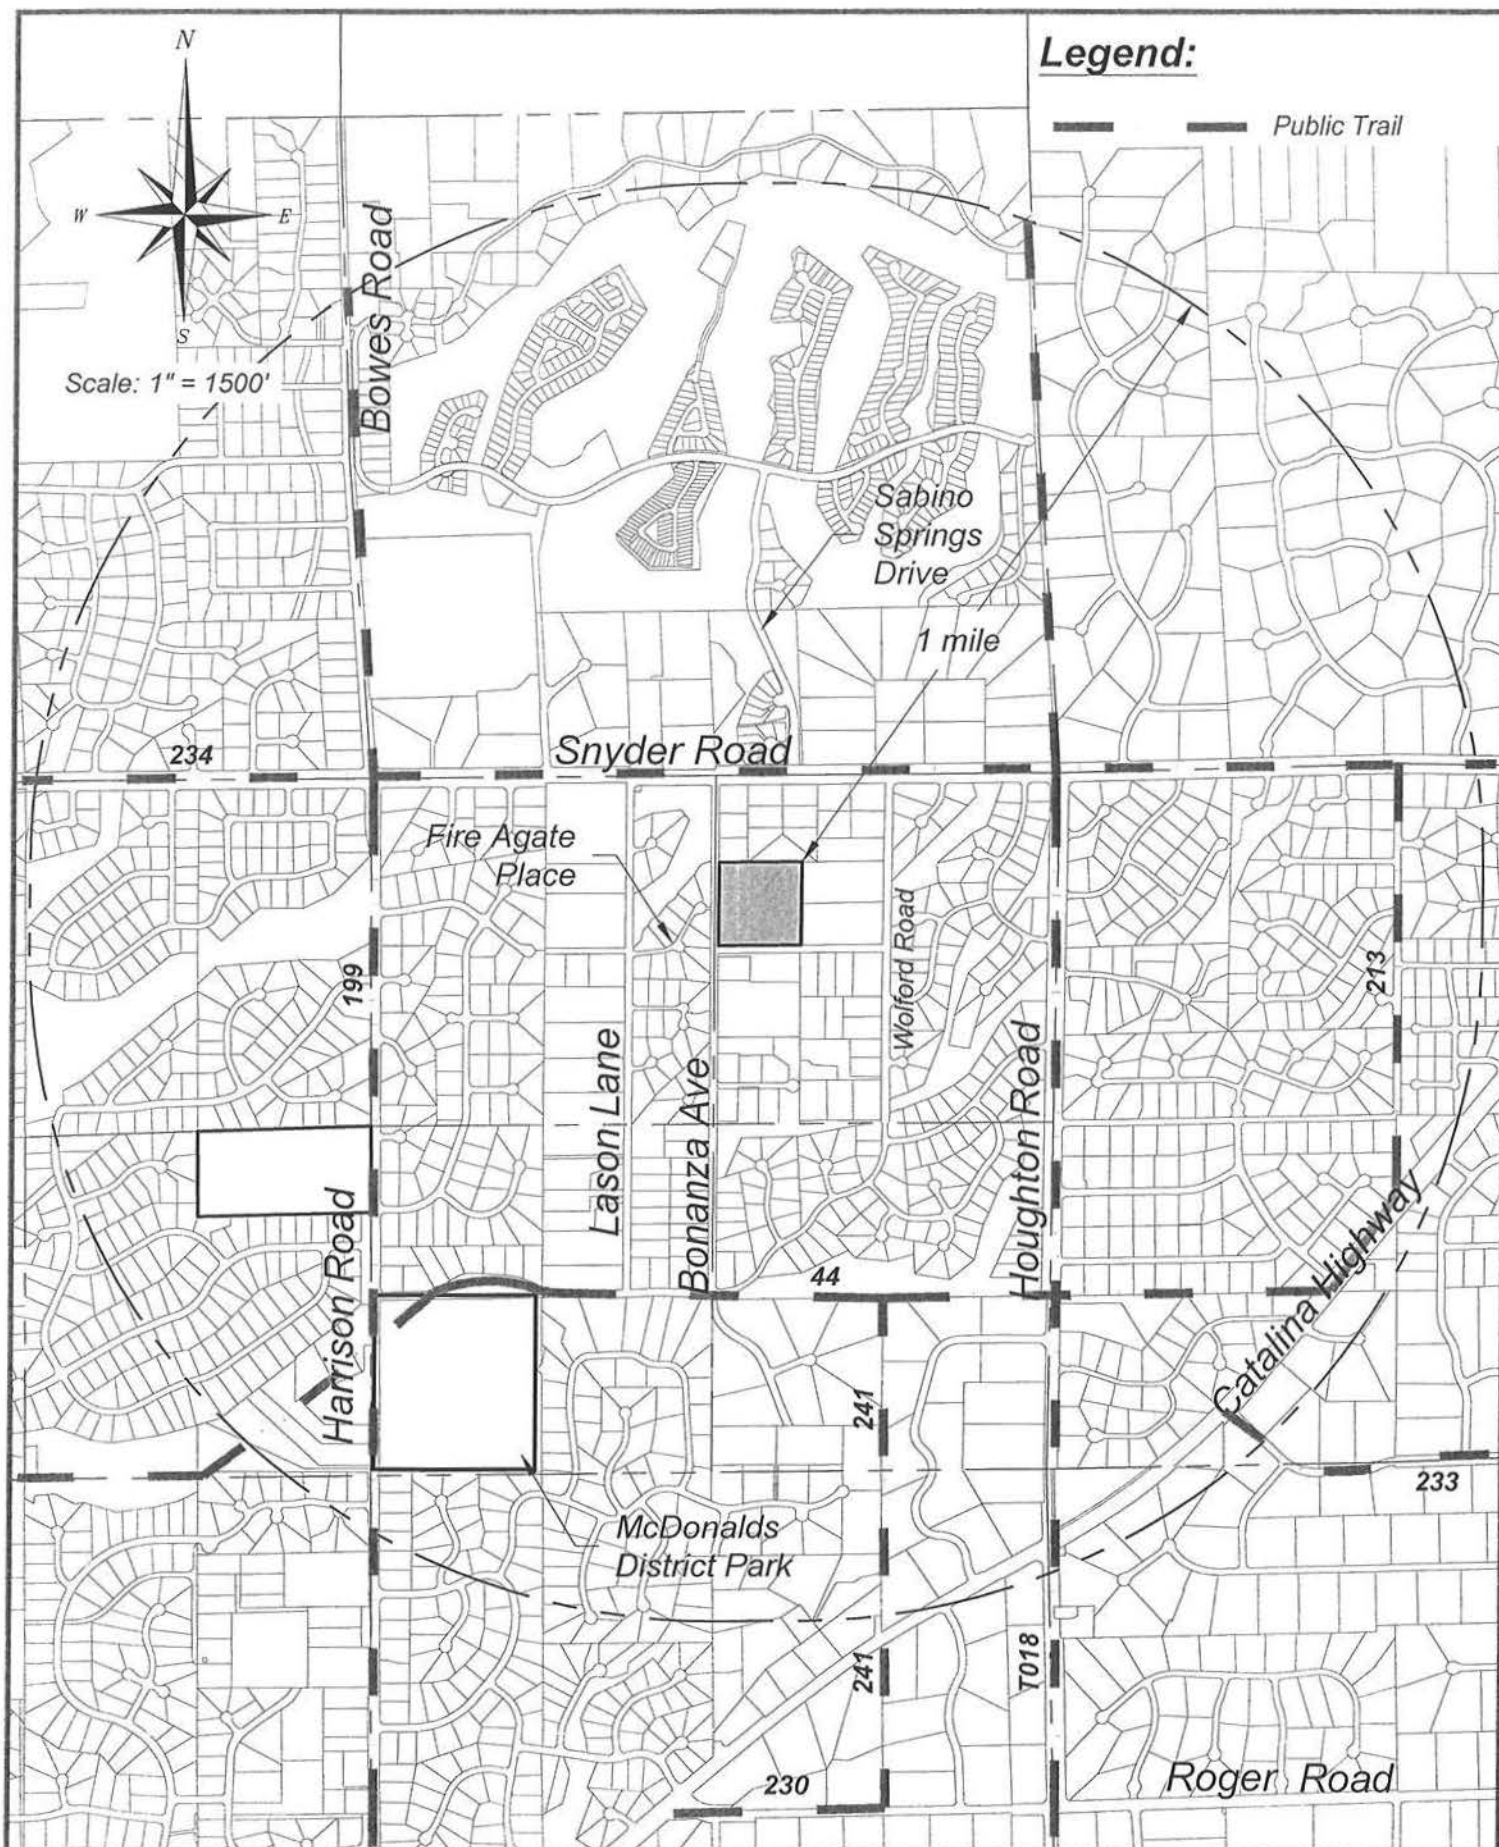 N
Legend:
Public Trail
W
E
S
Scale: 1" = 1500'
Bowes Road
Sabino
Springs
Drive
1 mile
234
Snyder Road
Fire Agate
Place
Wolford Road
199
213
Lason Lane
Bonanza Ave
Houghton Road
Harrison Road
44
Catalina Highway
241
233
McDonalds
District Park
241
T018
230
Roger Road